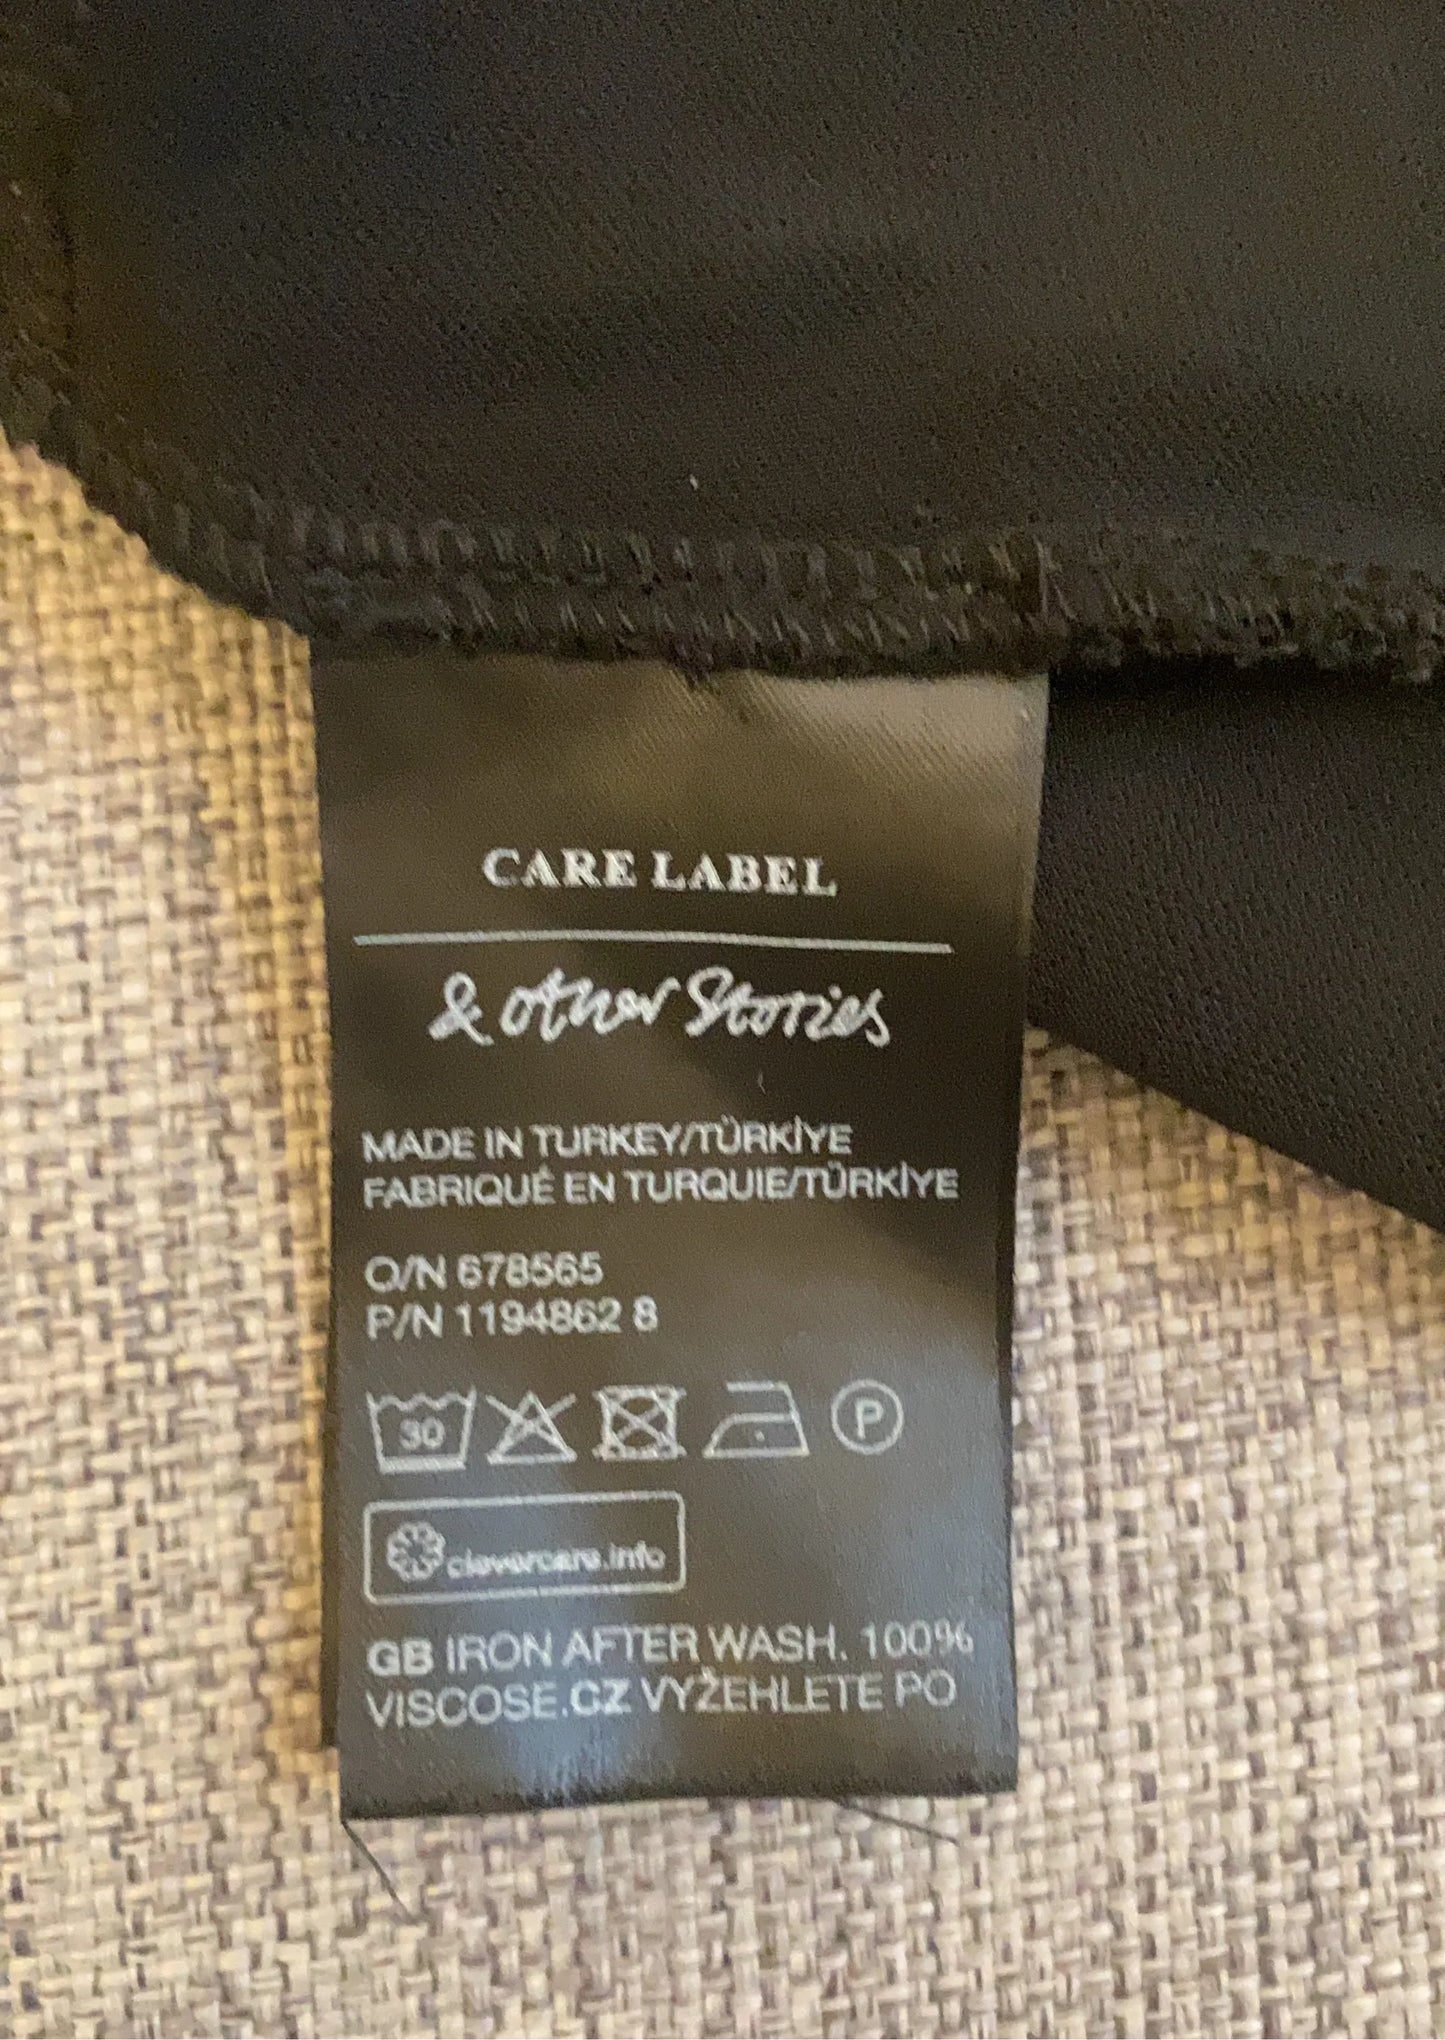 CARE LABEL
& other Stories
MADE IN TURKEY/TÜRKİYE
FABRIQUÉ EN TURQUIE/TÜRKİYE
O/N 678565
P/N 1194862 8
30 P
clevercare.info
GB IRON AFTER WASH. 100%
VISCOSE.CZ VYŽEHLETE PO